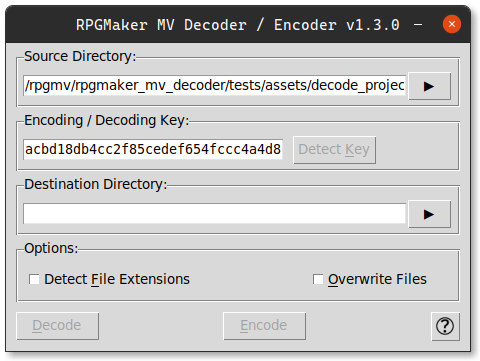 RPGMaker MV Decoder / Encoder v1.3.0
Source Directory:
/rpgmv/rpgmaker_mv_decoder/tests/assets/decode_projec
Encoding / Decoding Key:
acbd18db4cc2f85cedef654fccc4a4d8
Detect Key
Destination Directory:
Options:
Detect File Extensions
Overwrite Files
Decode
Encode
?